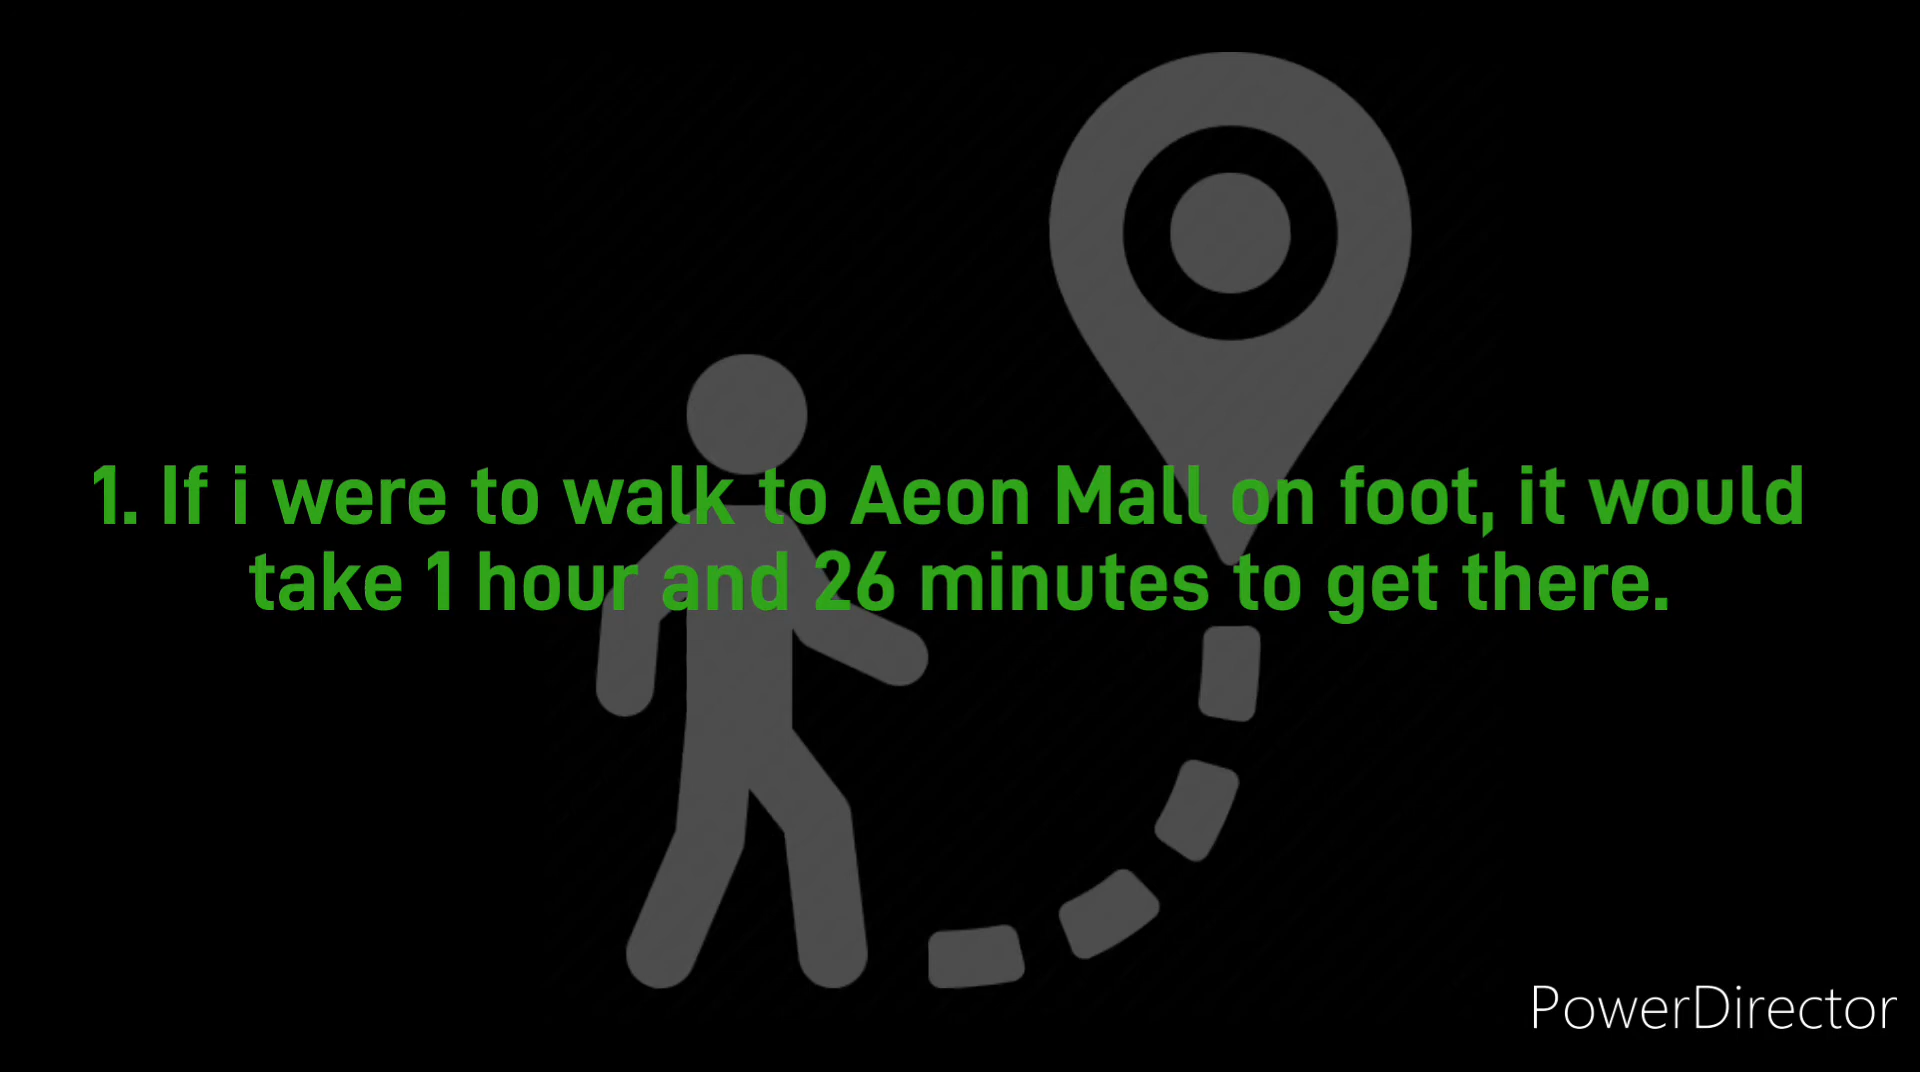 1. If i were to walk to Aeon Mall on foot, it would
take 1 hour and 26 minutes to get there.
PowerDirector